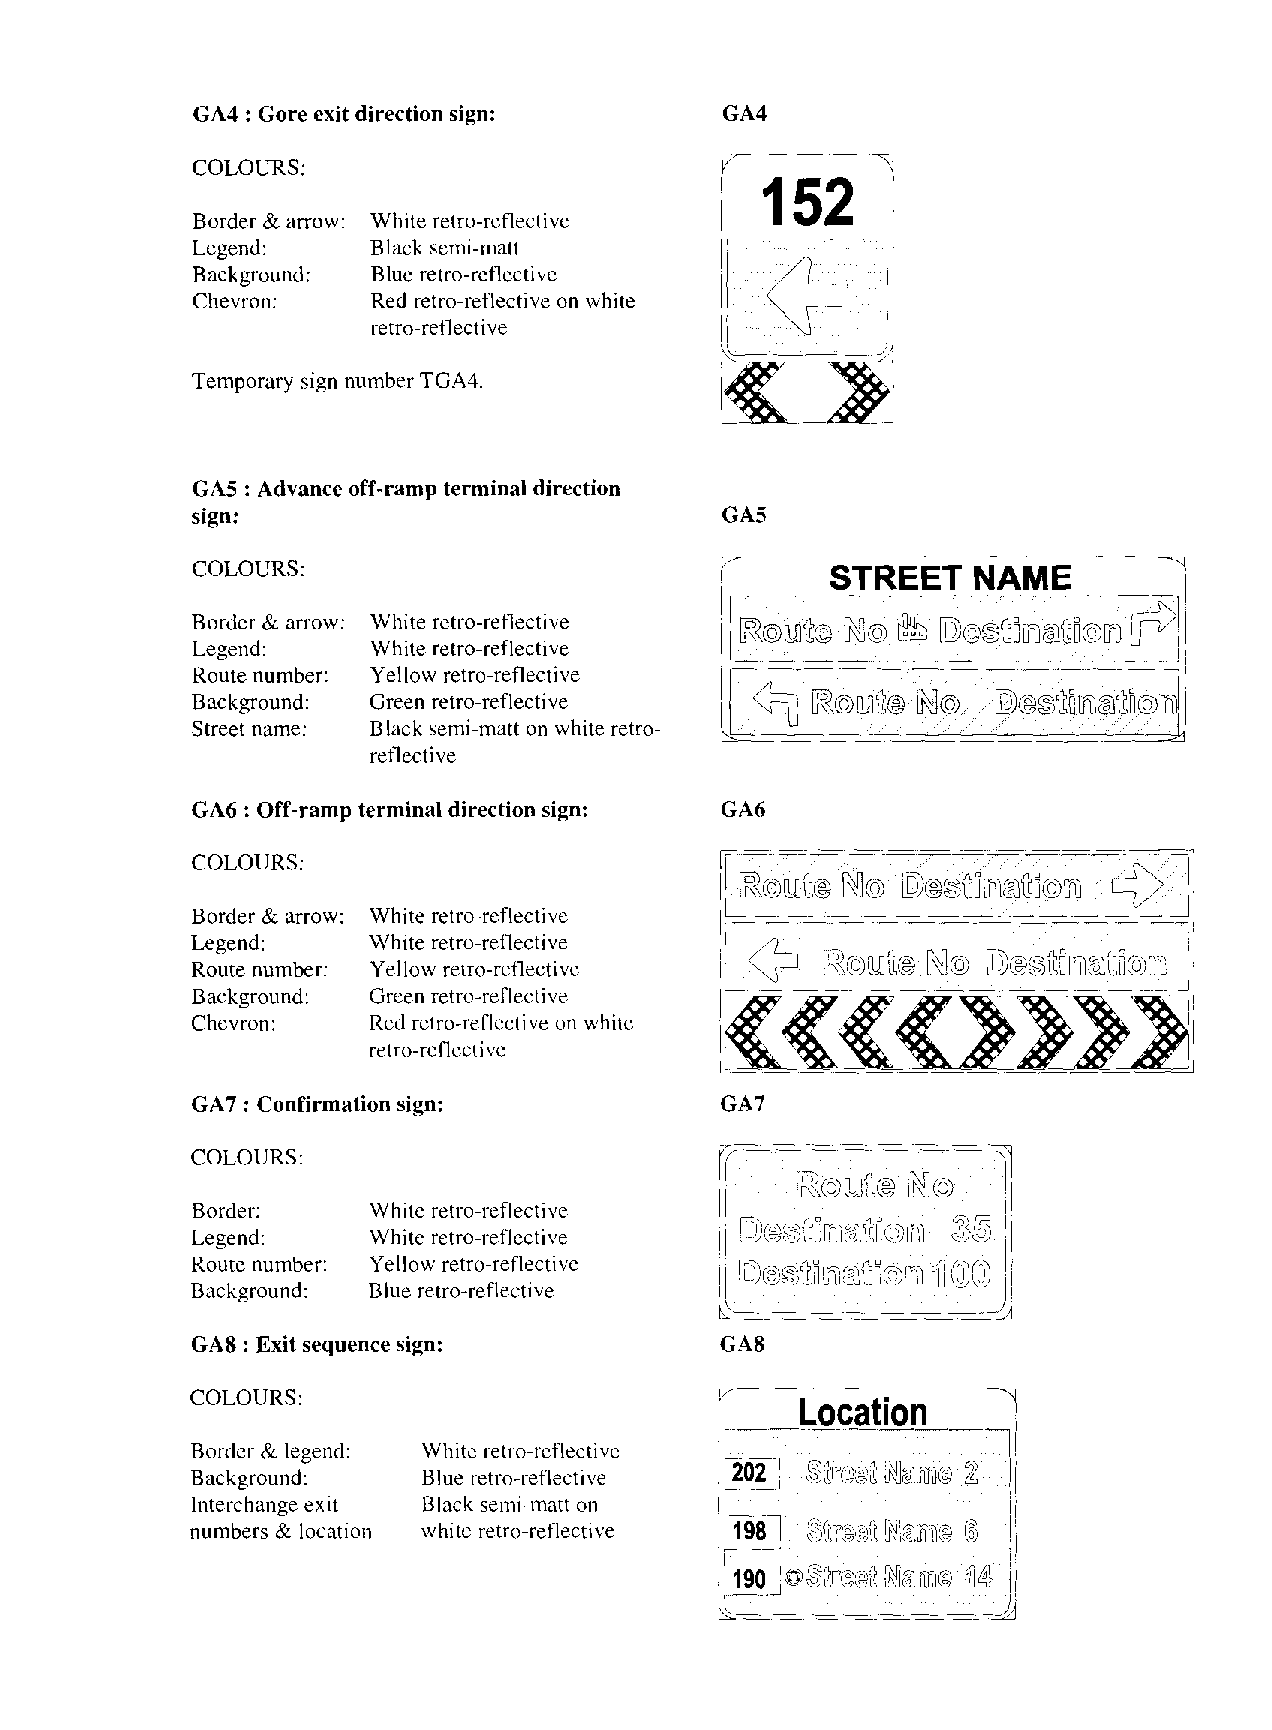 GA4 : Gore exit direction sign:
GA4
COLOURS:
152
Border & arrow: White retro-reflective
Legend: Black semi-matt
Background: Blue retro-reflective
Chevron: Red retro-reflective on white
retro-reflective
Temporary sign number TGA4.
GA5 : Advance off-ramp terminal direction
sign:
GA5
COLOURS:
STREET NAME
Border & arrow: White retro-reflective
Route No Destination
Legend: White retro-reflective
Route number: Yellow retro-reflective
Background: Green retro-reflective
Route No Destination
Street name: Black semi-matt on white retro-
reflective
GA6 : Off-ramp terminal direction sign:
GA6
COLOURS:
Route No Destination
Border & arrow: White retro-reflective
Legend: White retro-reflective
Route number: Yellow retro-reflective
Route No Destination
Background: Green retro-reflective
Chevron: Red retro-reflective on white
retro-reflective
GA7 : Confirmation sign:
GA7
COLOURS:
Route No
Border: White retro-reflective
Legend: White retro-reflective
Destination 35
Route number: Yellow retro-reflective
Destination 100
Background: Blue retro-reflective
GA8 : Exit sequence sign:
GA8
COLOURS:
Location
Border & legend: White retro-reflective
Background: Blue retro-reflective
202 Street Name 2
Interchange exit Black semi-matt on
numbers & location white retro-reflective
198 Street Name 6
190 Street Name 14